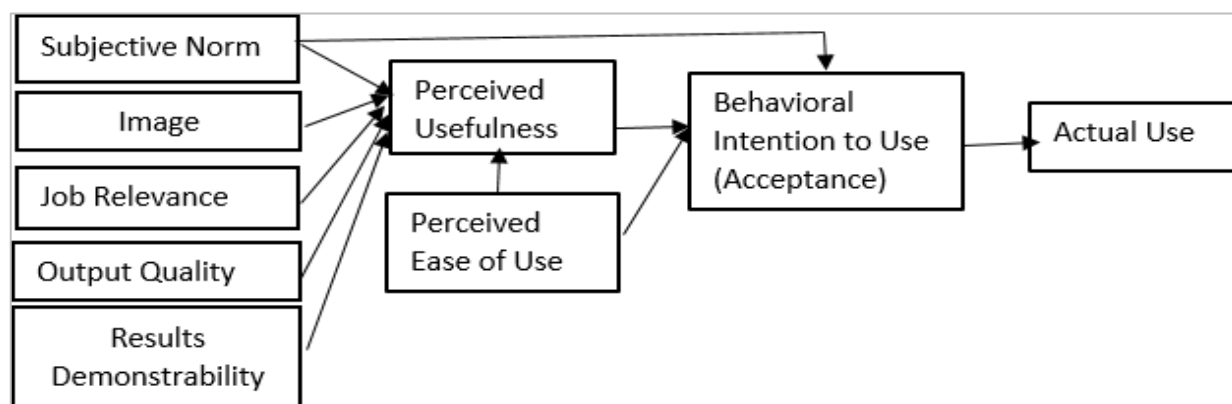 Subjective Norm
Image
Job Relevance
Output Quality
Results
Demonstrability
Perceived
Usefulness
Perceived
Ease of Use
Behavioral
Intention to Use
(Acceptance)
Actual Use